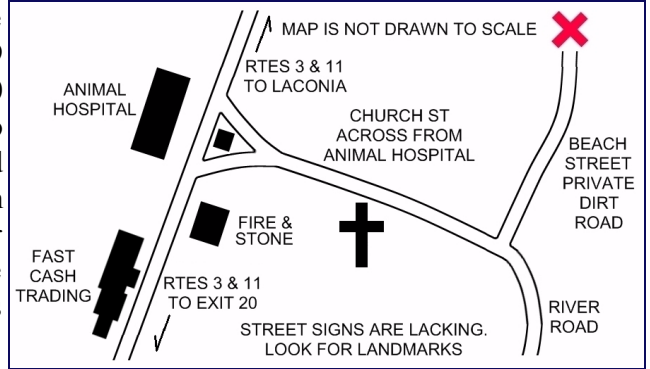 MAP IS NOT DRAWN TO SCALE
RTES 3 & 11
TO LACONIA
ANIMAL
HOSPITAL
CHURCH ST
ACROSS FROM
ANIMAL HOSPITAL
BEACH
STREET
PRIVATE
DIRT
ROAD
FIRE &
STONE
FAST
CASH
TRADING
RTES 3 & 11
TO EXIT 20
RIVER
ROAD
STREET SIGNS ARE LACKING.
LOOK FOR LANDMARKS